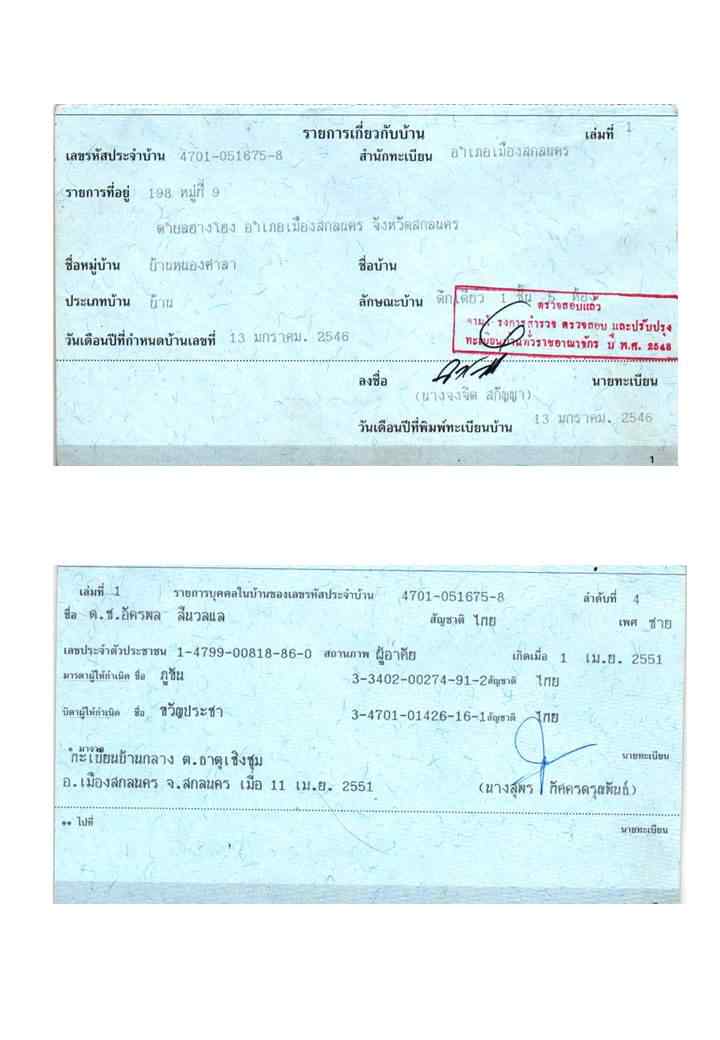 รายการเกี่ยวกับบ้าน เล่มที่ 1
เลขรหัสประจำบ้าน 4701-051675-8 สำนักทะเบียน อำเภอเมืองสกลนคร
รายการที่อยู่ 198 หมู่ที่ 9
ตำบลฮางโฮง อำเภอเมืองสกลนคร จังหวัดสกลนคร
ชื่อหมู่บ้าน บ้านหนองศาลา ชื่อบ้าน
ประเภทบ้าน บ้าน ลักษณะบ้าน ตึกเดี่ยว 1 ชั้น ห้อง
ตรวจสอบแล้ว
สำรวจ ตรวจสอบ และปรับปรุง
ทั่วราชอาณาจักร ปี พ.ศ. 2548
วันเดือนปีที่กำหนดบ้านเลขที่ 13 มกราคม. 2546
ลงชื่อ นายทะเบียน
(นางจงจิต สกัญญา)
วันเดือนปีที่พิมพ์ทะเบียนบ้าน 13 มกราคม. 2546
1
เล่มที่ 1 รายการบุคคลในบ้านของเลขรหัสประจำบ้าน 4701-051675-8 ลำดับที่ 4
ชื่อ ด.ช.อัครพล สีนวลแล สัญชาติ ไทย เพศ ชาย
เลขประจำตัวประชาชน 1-4799-00818-86-0 สถานภาพ ผู้อาศัย เกิดเมื่อ 1 เม.ย. 2551
มารดาผู้ให้กำเนิด ชื่อ ภูษิน 3-3402-00274-91-2 สัญชาติ ไทย
บิดาผู้ให้กำเนิด ชื่อ ขวัญประชา 3-4701-01426-16-1 สัญชาติ ไทย
* มาจาก
ทะเบียนบ้านกลาง ต.ธาตุเชิงชุม นายทะเบียน
อ.เมืองสกลนคร จ.สกลนคร เมื่อ 11 เม.ย. 2551 (นางสุพร ภัคครดรุณพันธ์)
** ไปที่
นายทะเบียน